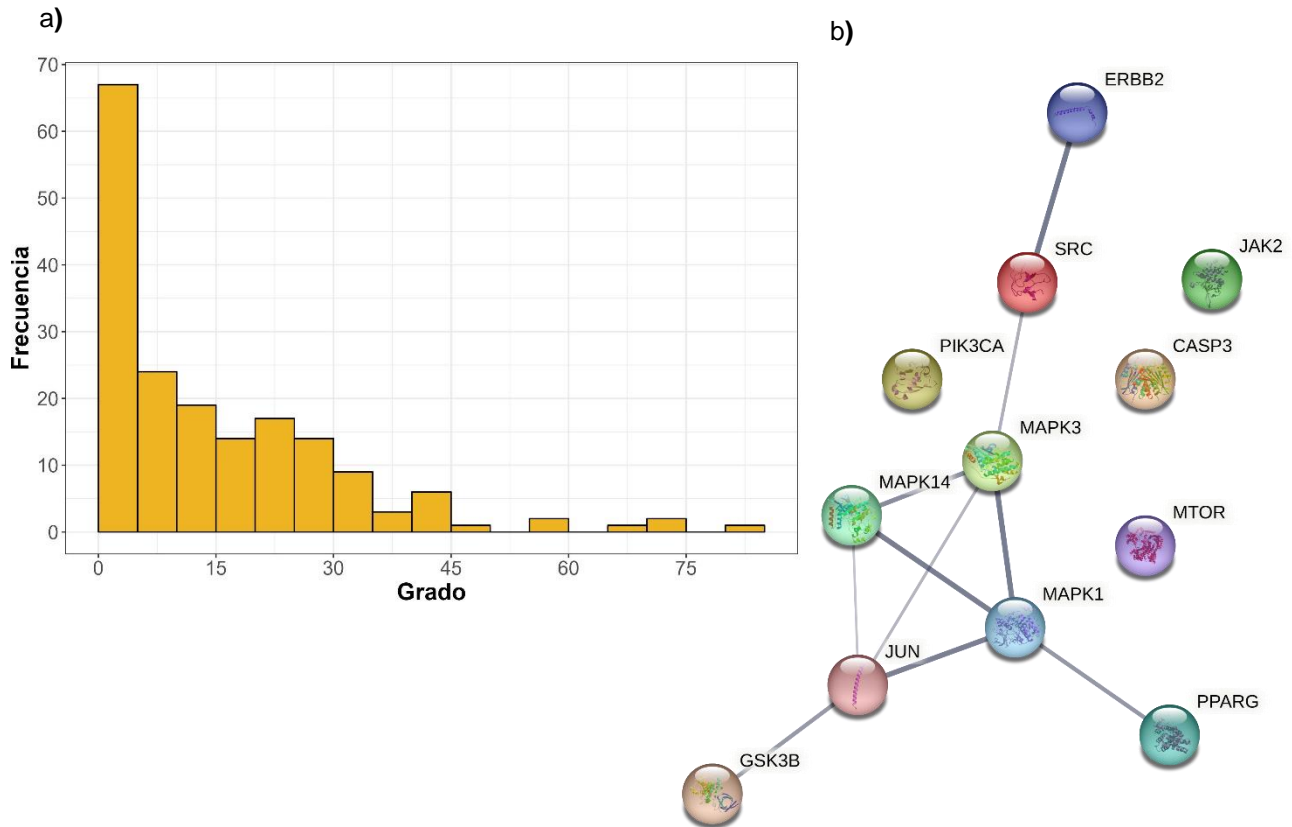 a)
70
60
50
40
30
20
10
0
Frecuencia
0 15 30 45 60 75
Grado
b)
ERBB2
SRC
JAK2
PIK3CA
CASP3
MAPK3
MAPK14
MTOR
MAPK1
JUN
PPARG
GSK3B